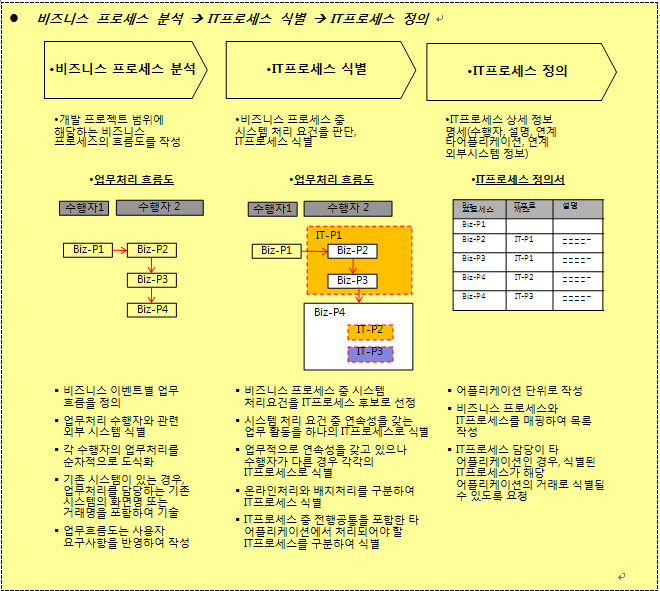 ● 비즈니스 프로세스 분석 → IT프로세스 식별 → IT프로세스 정의
•비즈니스 프로세스 분석
•IT프로세스 식별
•IT프로세스 정의
•개발 프로젝트 범위에
해당하는 비즈니스
프로세스의 흐름도를 작성
•비즈니스 프로세스 중
시스템 처리 요건을 판단,
IT프로세스 식별
•IT프로세스 상세 정보
명세(수행자, 설명, 연계
타어플리케이션, 연계
외부시스템 정보)
•업무처리 흐름도
수행자1
수행자 2
Biz-P1
Biz-P2
Biz-P3
Biz-P4
•업무처리 흐름도
수행자1
수행자 2
IT-P1
Biz-P1
Biz-P2
Biz-P3
Biz-P4
IT-P2
IT-P3
•IT프로세스 정의서
Biz
프로세스
IT프로
세스
설명
Biz-P1
Biz-P2 IT-P1 =====
Biz-P3 IT-P1 =====
Biz-P4 IT-P2 =====
Biz-P4 IT-P3 =====
▪ 비즈니스 이벤트별 업무
흐름을 정의
▪ 업무처리 수행자와 관련
외부 시스템 식별
▪ 각 수행자의 업무처리를
순차적으로 도식화
▪ 기존 시스템이 있는 경우,
업무처리를 담당하는 기존
시스템의 화면명 또는
거래명을 포함하여 기술
▪ 업무흐름도는 사용자
요구사항을 반영하여 작성
▪ 비즈니스 프로세스 중 시스템
처리요건을 IT프로세스 후보로 선정
▪ 시스템 처리 요건 중 연속성을 갖는
업무 활동을 하나의 IT프로세스로 식별
▪ 업무적으로 연속성을 갖고 있으나
수행자가 다른 경우 각각의
IT프로세스로 식별
▪ 온라인처리와 배치처리를 구분하여
IT프로세스 식별
▪ IT프로세스 중 전행공통을 포함한 타
어플리케이션에서 처리되어야 할
IT프로세스를 구분하여 식별
▪ 어플리케이션 단위로 작성
▪ 비즈니스 프로세스와
IT프로세스를 매핑하여 목록
작성
▪ IT프로세스 담당이 타
어플리케이션인 경우, 식별된
IT프로세스가 해당
어플리케이션의 거래로 식별될
수 있도록 요청